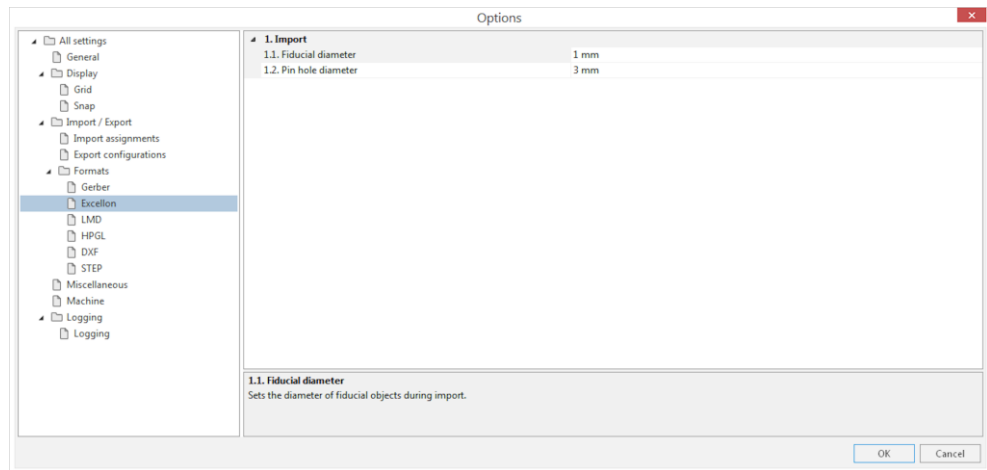 Options
All settings
General
Display
Grid
Snap
Import / Export
Import assignments
Export configurations
Formats
Gerber
Excellon
LMD
HPGL
DXF
STEP
Miscellaneous
Machine
Logging
Logging
1. Import
1.1. Fiducial diameter 1 mm
1.2. Pin hole diameter 3 mm
1.1. Fiducial diameter
Sets the diameter of fiducial objects during import.
OK Cancel